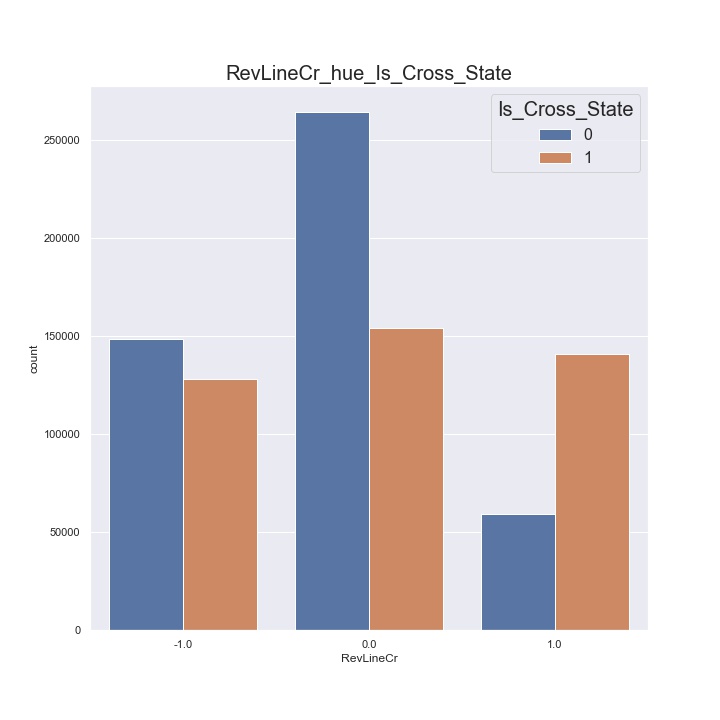 RevLineCr_hue_Is_Cross_State
Is_Cross_State
0
1
250000
200000
150000
100000
50000
0
count
-1.0 0.0 1.0
RevLineCr